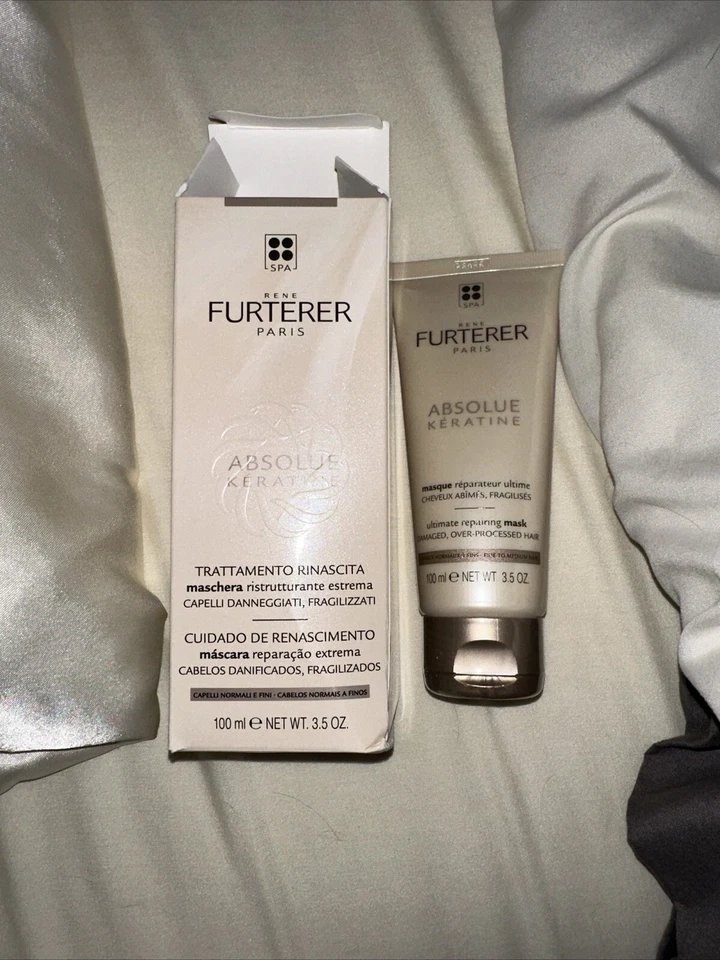 SPA
RENE
FURTERER
PARIS
ABSOLUE
KÉRATINE
TRATTAMENTO RINASCITA
maschera ristrutturante estrema
CAPELLI DANNEGGIATI, FRAGILIZZATI
CUIDADO DE RENASCIMENTO
máscara reparação extrema
CABELOS DANIFICADOS, FRAGILIZADOS
CAPELLI NORMALI E FINI - CABELOS NORMAIS A FINOS
100 ml e NET WT. 3.5 OZ.
SPA
RENE
FURTERER
PARIS
ABSOLUE
KÉRATINE
masque réparateur ultime
CHEVEUX ABÎMÉS, FRAGILISÉS
ultimate repairing mask
DAMAGED, OVER-PROCESSED HAIR
100 ml e NET WT. 3.5 OZ.